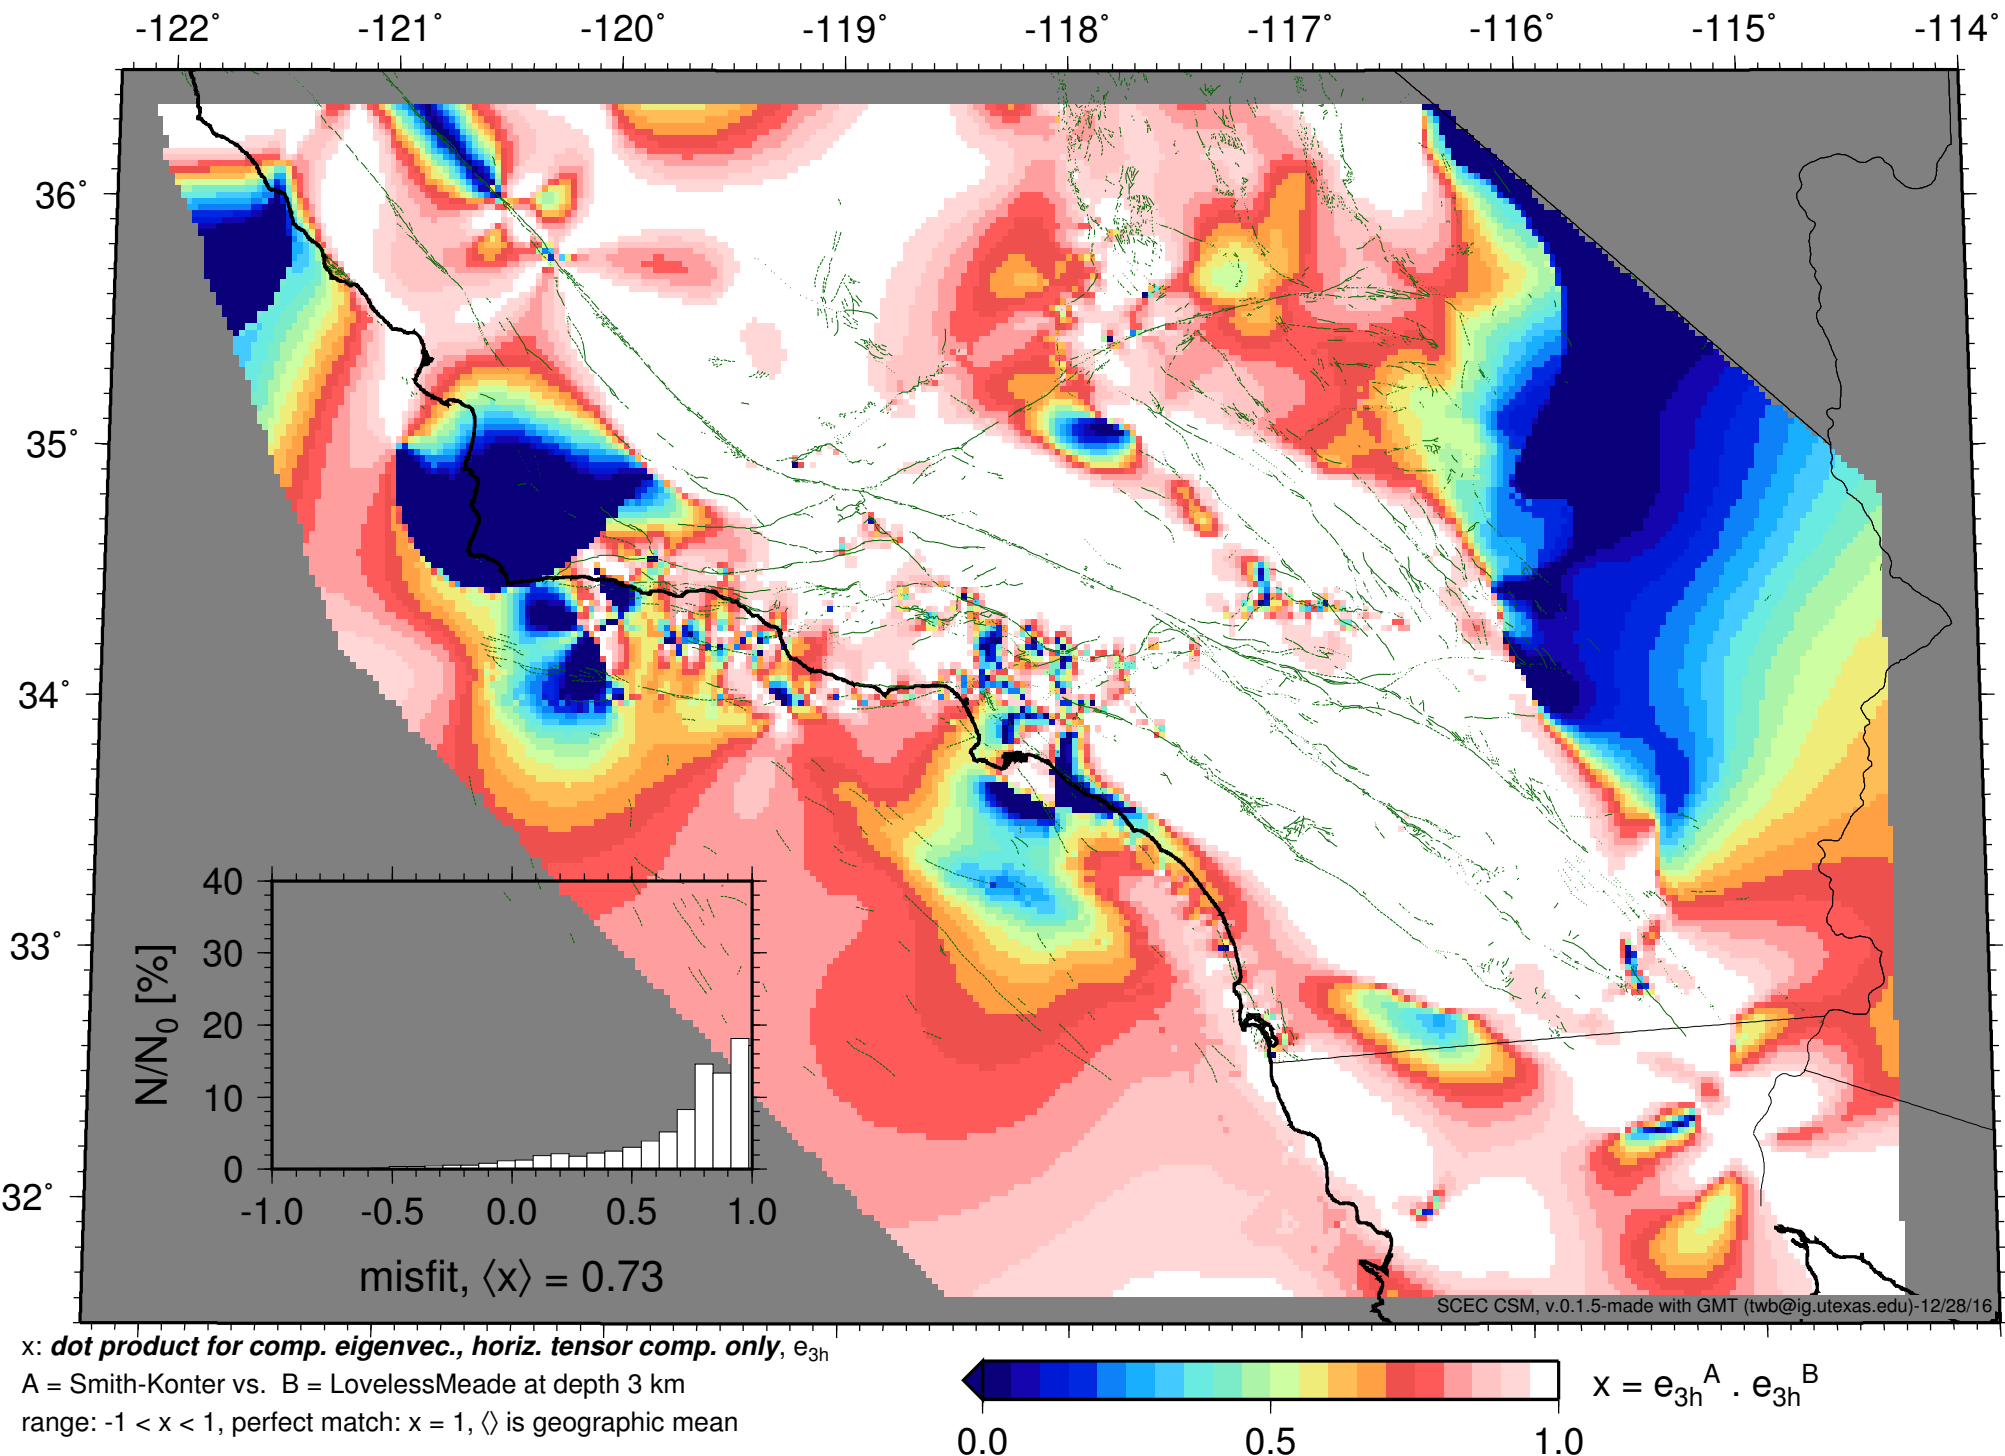 -122˚ -121˚ -120˚ -119˚ -118˚ -117˚ -116˚ -115˚ -114˚
36˚
35˚
34˚
33˚
32˚
40
30
20
10
0
N/N0 [%]
-1.0 -0.5 0.0 0.5 1.0
misfit, ⟨x⟩ = 0.73
SCEC CSM, v.0.1.5-made with GMT (twb@ig.utexas.edu)-12/28/16
x: dot product for comp. eigenvec., horiz. tensor comp. only, e3h
A = Smith-Konter vs. B = LovelessMeade at depth 3 km
range: -1 < x < 1, perfect match: x = 1, ⟨⟩ is geographic mean
x = e3hA . e3hB
0.0 0.5 1.0